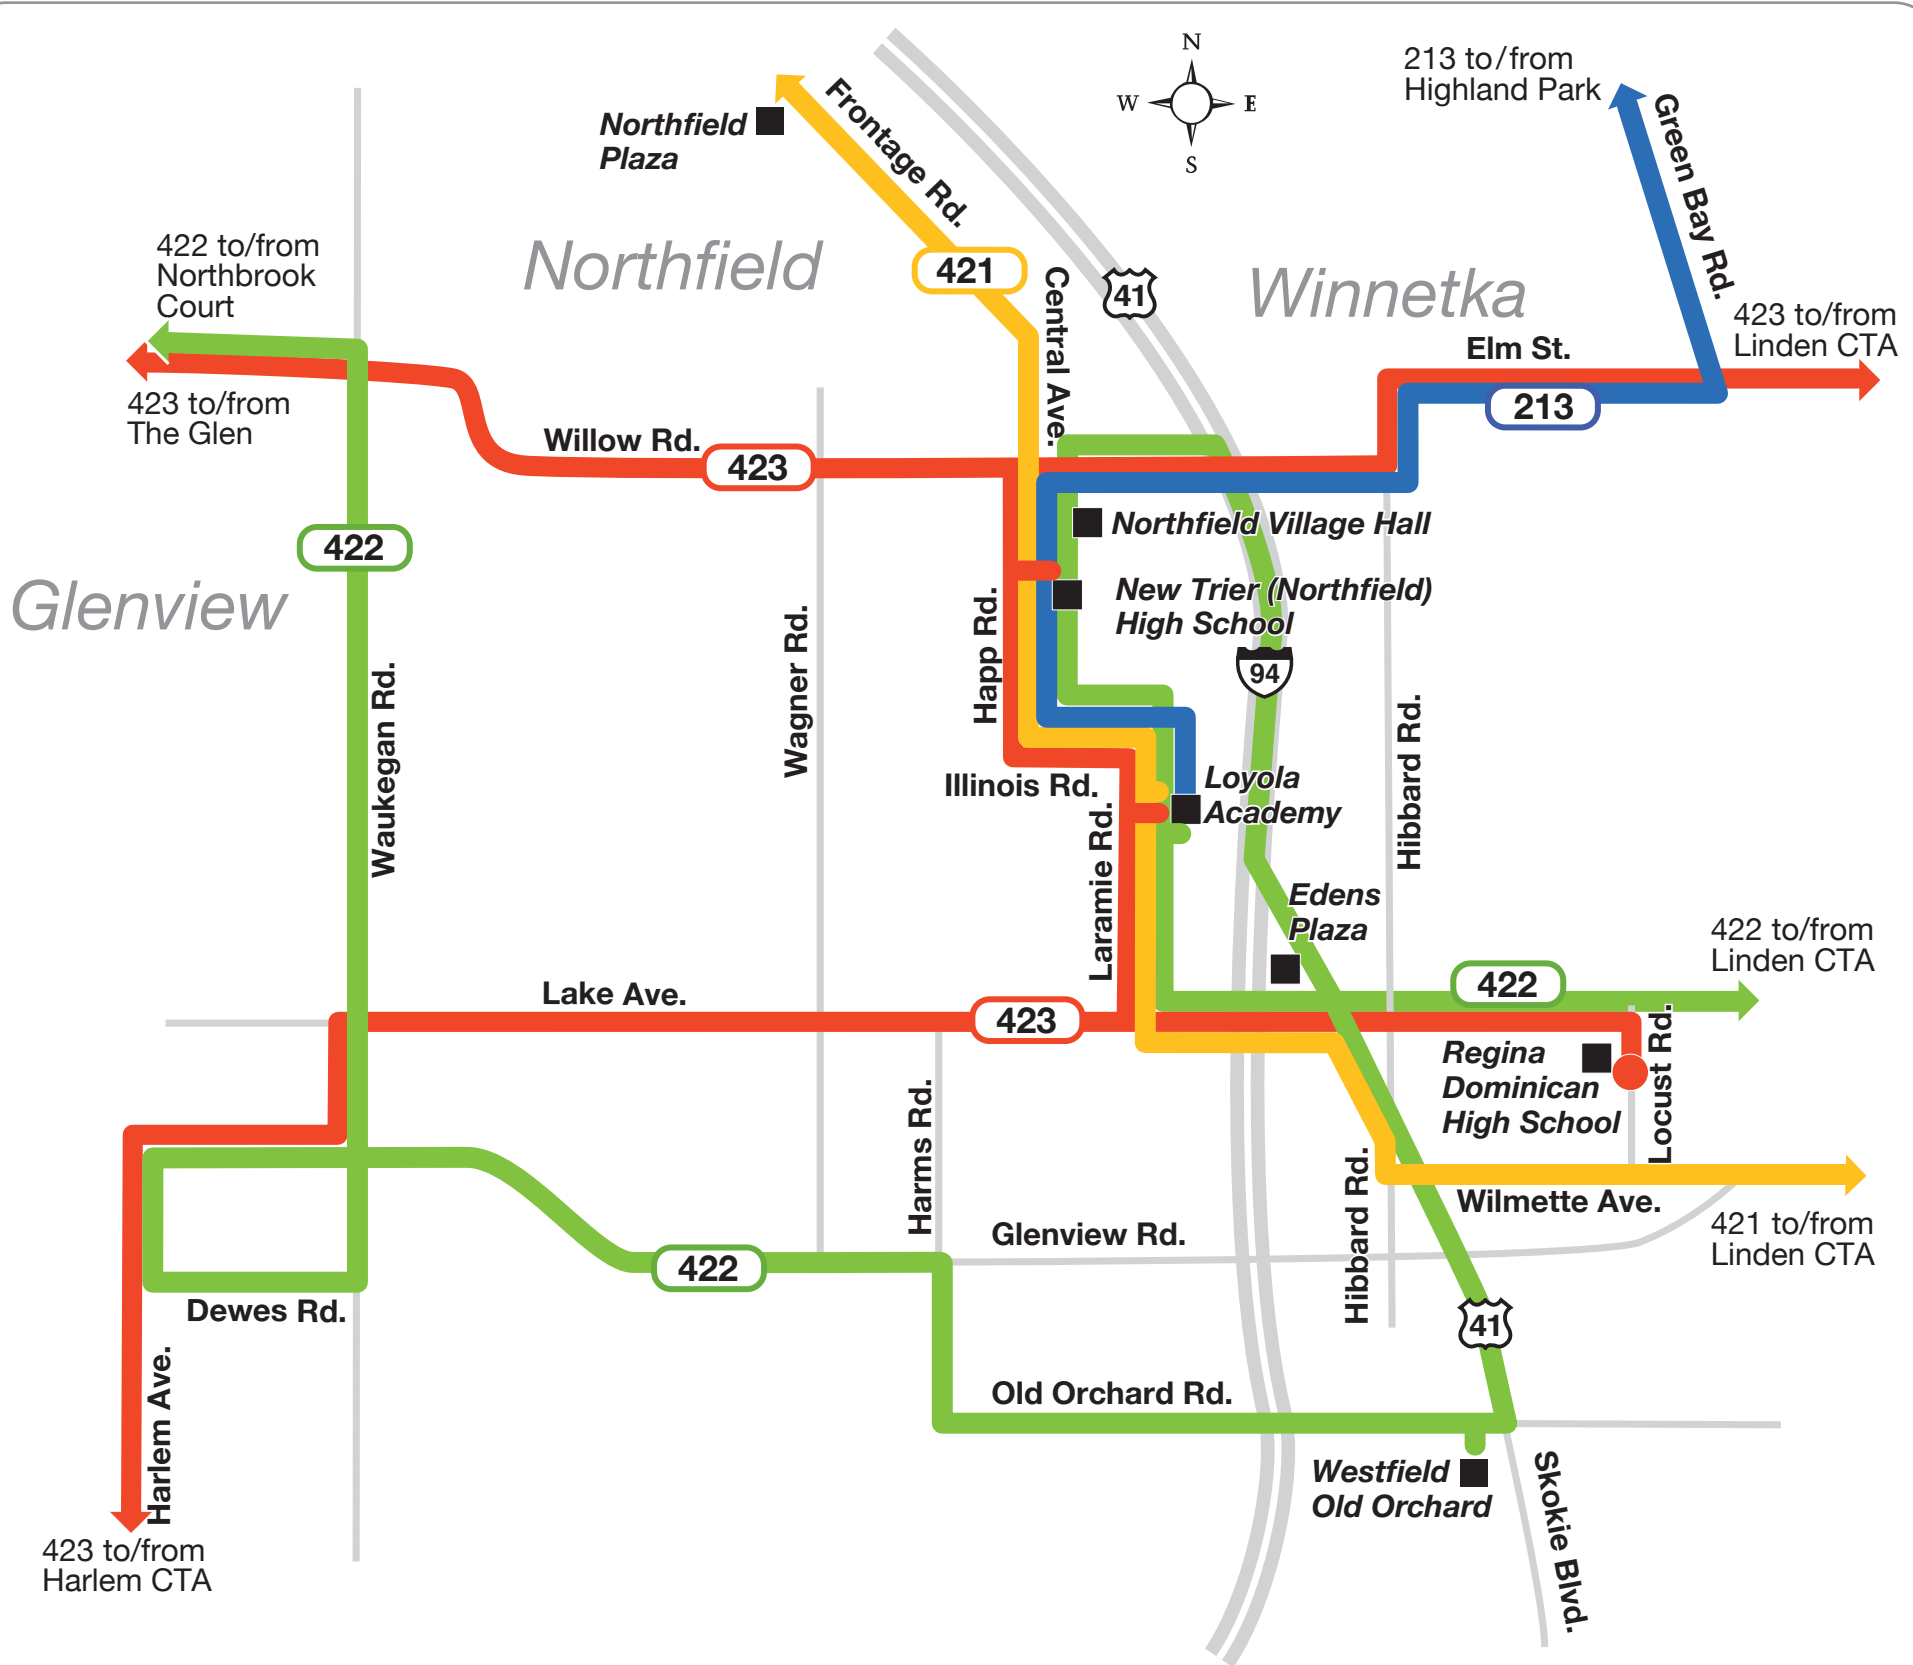 N
W
E
S
213 to/from
Highland Park
Green Bay Rd.
Northfield
Plaza
Frontage Rd.
422 to/from
Northbrook
Court
Northfield
421
Central Ave.
41
Winnetka
423 to/from
Linden CTA
Elm St.
213
423 to/from
The Glen
Willow Rd.
423
Northfield Village Hall
422
Glenview
New Trier (Northfield)
High School
94
Happ Rd.
Wagner Rd.
Waukegan Rd.
Hibbard Rd.
Illinois Rd.
Loyola
Academy
Laramie Rd.
Edens
Plaza
422 to/from
Linden CTA
422
Lake Ave.
423
Locust Rd.
Regina
Dominican
High School
Harms Rd.
Hibbard Rd.
Wilmette Ave.
Glenview Rd.
421 to/from
Linden CTA
422
Dewes Rd.
41
Harlem Ave.
Old Orchard Rd.
Westfield
Old Orchard
Skokie Blvd.
423 to/from
Harlem CTA